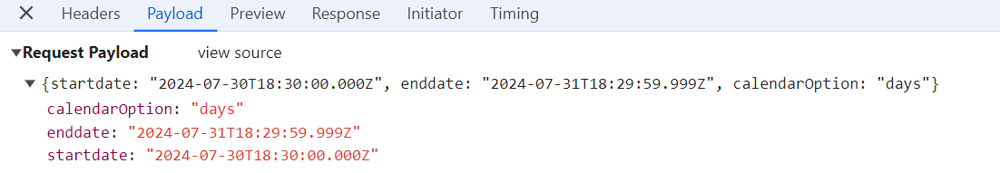 Headers Payload Preview Response Initiator Timing
Request Payload view source
{startdate: "2024-07-30T18:30:00.000Z", enddate: "2024-07-31T18:29:59.999Z", calendarOption: "days"}
calendarOption: "days"
enddate: "2024-07-31T18:29:59.999Z"
startdate: "2024-07-30T18:30:00.000Z"